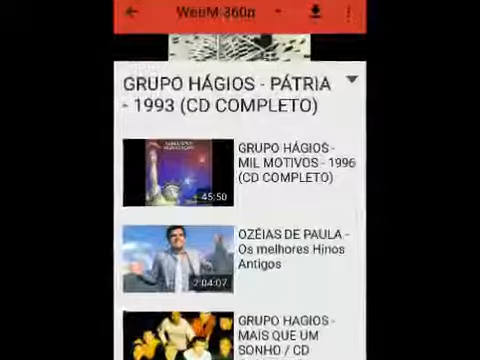 WebM 360p
GRUPO HÁGIOS - PÁTRIA
- 1993 (CD COMPLETO)
GRUPO HÁGIOS -
MIL MOTIVOS - 1996
(CD COMPLETO)
45:50
OZÉIAS DE PAULA -
Os melhores Hinos
Antigos
2:04:07
GRUPO HAGIOS -
MAIS QUE UM
SONHO / CD